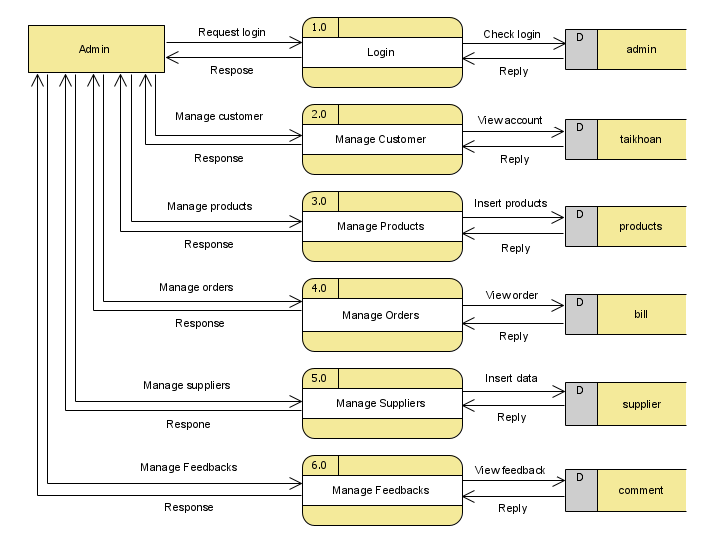 Admin
Request login
Respose
1.0
Login
Check login
Reply
D
admin
Manage customer
Response
2.0
Manage Customer
View account
Reply
D
taikhoan
Manage products
Response
3.0
Manage Products
Insert products
Reply
D
products
Manage orders
Response
4.0
Manage Orders
View order
Reply
D
bill
Manage suppliers
Respone
5.0
Manage Suppliers
Insert data
Reply
D
supplier
Manage Feedbacks
Response
6.0
Manage Feedbacks
View feedback
Reply
D
comment